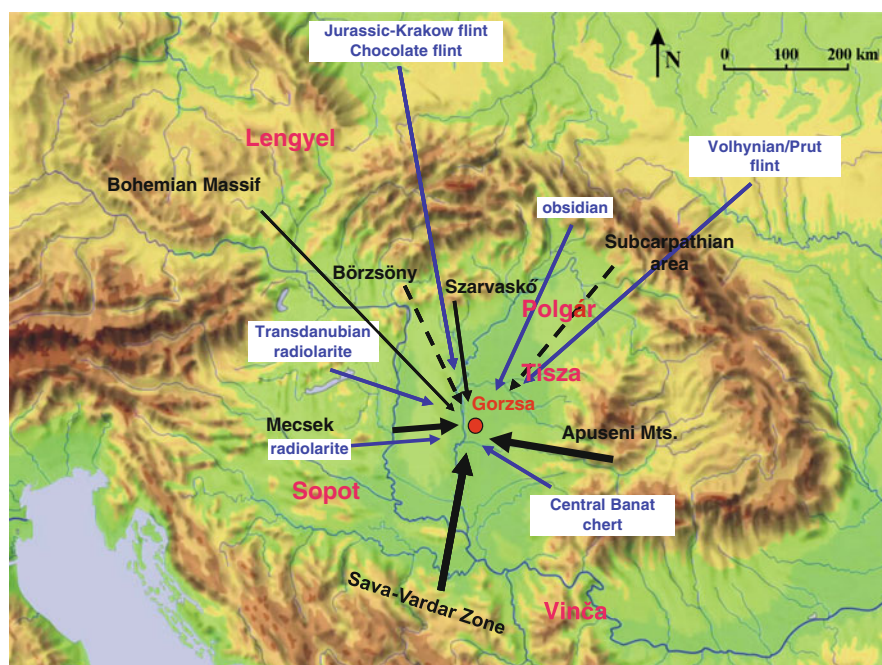 Jurassic-Krakow flint
Chocolate flint
N
0 100 200 km
Lengyel
Volhynian/Prut
flint
Bohemian Massif
obsidian
Subcarpathian
area
Börzsöny
Szarvaskő
Polgár
Transdanubian
radiolarite
Tisza
Gorzsa
Mecsek
Apuseni Mts.
radiolarite
Sopot
Central Banat
chert
Sava-Vardar Zone
Vinča